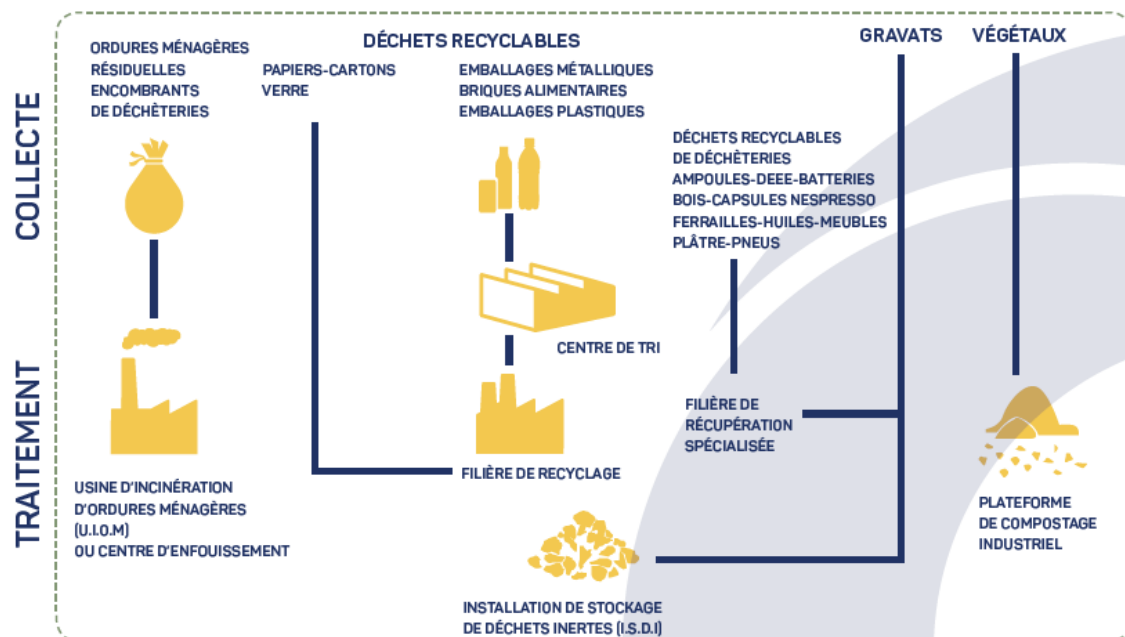 COLLECTE
TRAITEMENT
ORDURES MÉNAGÈRES
RÉSIDUELLES
ENCOMBRANTS
DE DÉCHÈTERIES
DÉCHETS RECYCLABLES
PAPIERS-CARTONS
VERRE
EMBALLAGES MÉTALLIQUES
BRIQUES ALIMENTAIRES
EMBALLAGES PLASTIQUES
DÉCHETS RECYCLABLES
DE DÉCHÈTERIES
AMPOULES-DEEE-BATTERIES
BOIS-CAPSULES NESPRESSO
FERRAILLES-HUILES-MEUBLES
PLÂTRE-PNEUS
GRAVATS
VÉGÉTAUX
CENTRE DE TRI
FILIÈRE DE
RÉCUPÉRATION
SPÉCIALISÉE
FILIÈRE DE RECYCLAGE
USINE D'INCINÉRATION
D'ORDURES MÉNAGÈRES
(U.I.O.M)
OU CENTRE D'ENFOUISSEMENT
PLATEFORME
DE COMPOSTAGE
INDUSTRIEL
INSTALLATION DE STOCKAGE
DE DÉCHETS INERTES (I.S.D.I)